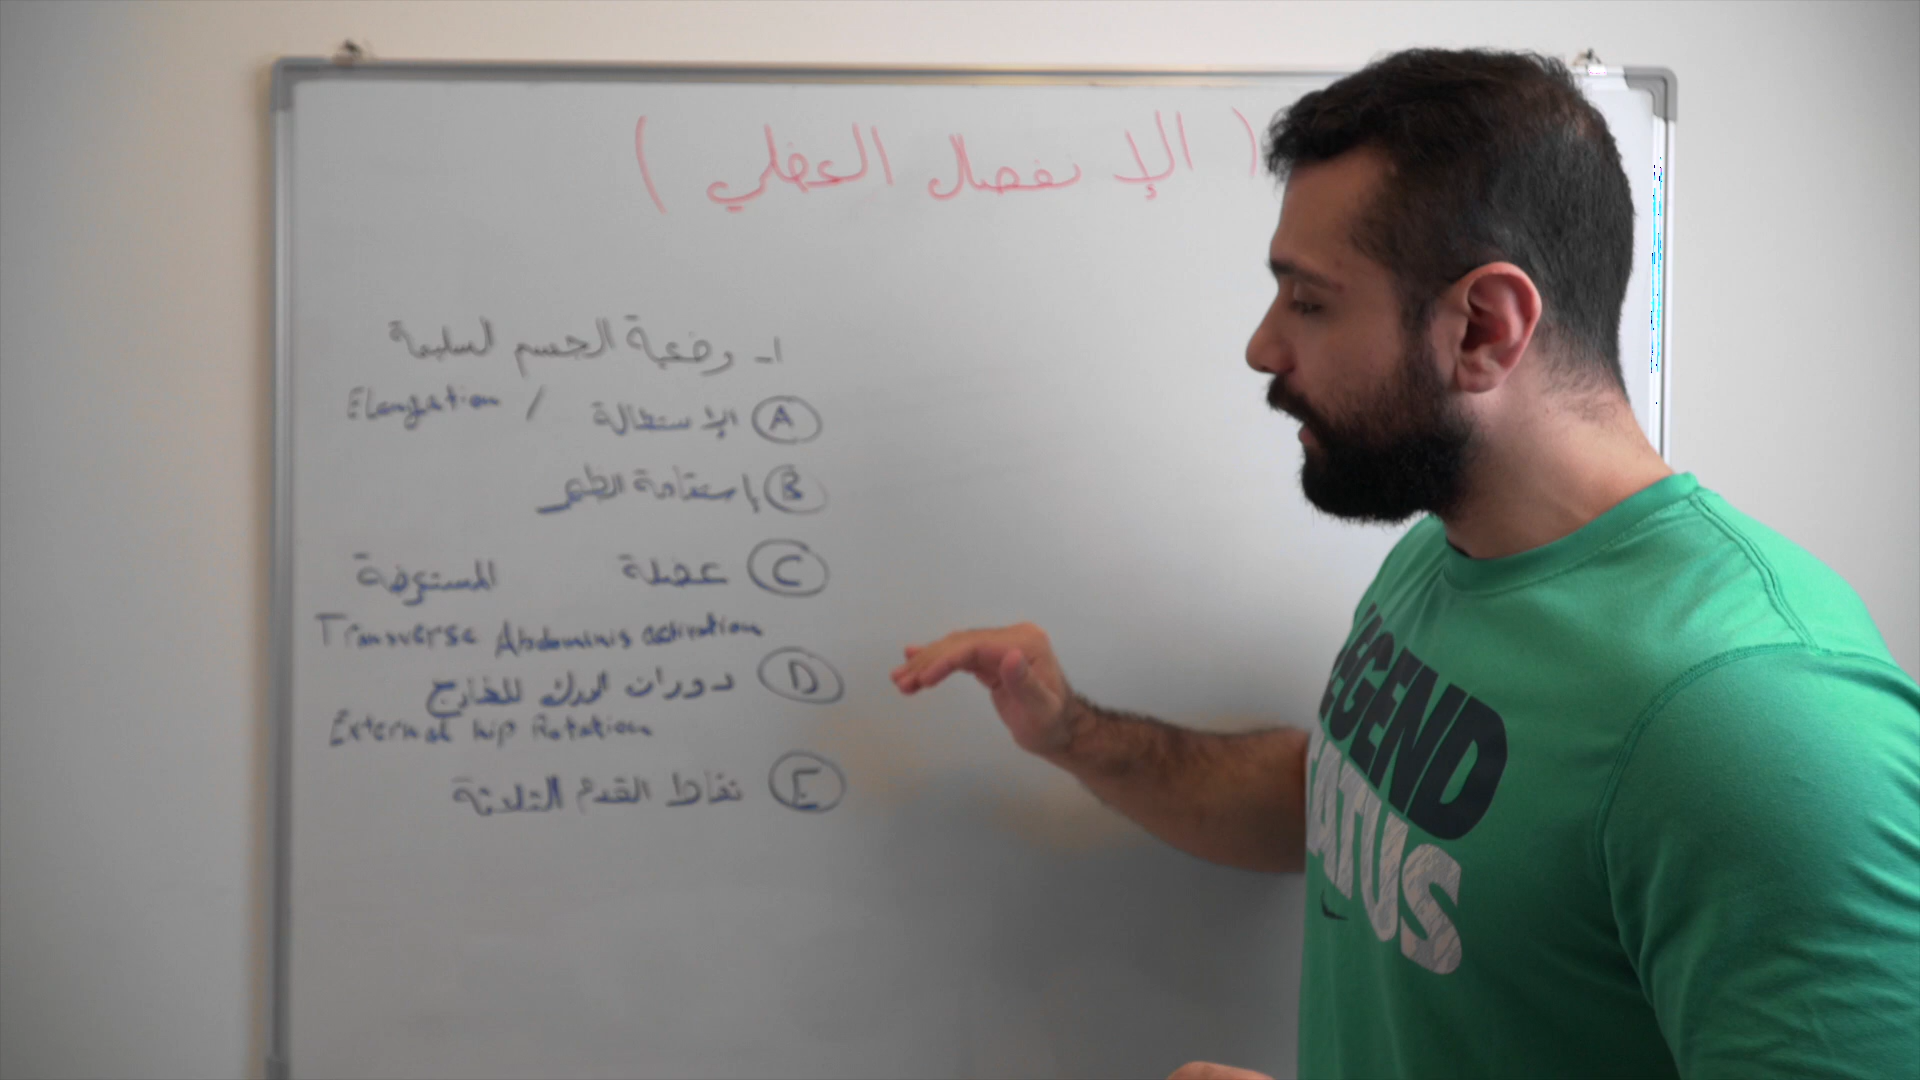 ( الإنفصال العضلي )
١- وضعية الجسم السليمة
A الإستطالة / Elongation
B إستقامة الظهر
C عضلة المستعرضة
Transverse Abdominis activation
D دوران الورك للخارج
External hip Rotation
E نقاط القدم الثلاثة
LEGEND
STATUS